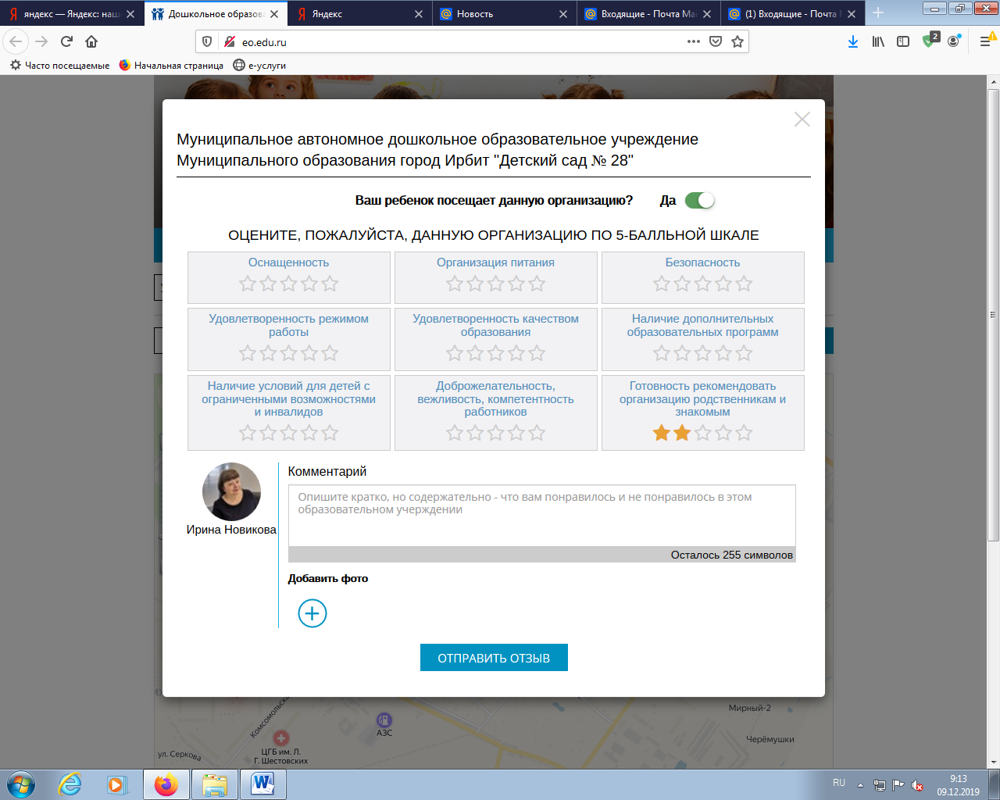 яндекс — Яндекс: наш
Дошкольное образова
Яндекс
Новость
Входящие - Почта Mai
(1) Входящие - Почта M
eo.edu.ru
2
Часто посещаемые
Начальная страница
е-услуги
Муниципальное автономное дошкольное образовательное учреждение
Муниципального образования город Ирбит "Детский сад № 28"
Ваш ребенок посещает данную организацию? Да
ОЦЕНИТЕ, ПОЖАЛУЙСТА, ДАННУЮ ОРГАНИЗАЦИЮ ПО 5-БАЛЛЬНОЙ ШКАЛЕ
Оснащенность
Организация питания
Безопасность
Удовлетворенность режимом
работы
Удовлетворенность качеством
образования
Наличие дополнительных
образовательных программ
Наличие условий для детей с
ограниченными возможностями
и инвалидов
Доброжелательность,
вежливость, компетентность
работников
Готовность рекомендовать
организацию родственникам и
знакомым
Ирина Новикова
Комментарий
Опишите кратко, но содержательно - что вам понравилось и не понравилось в этом
образовательном учерждении
Осталось 255 символов
Добавить фото
ОТПРАВИТЬ ОТЗЫВ
Комсомольска
АЗС
ЦГБ им. Л.
Г. Шестовских
ул. Серкова
Мирный-2
Черёмушки
RU
9:13
09.12.2019